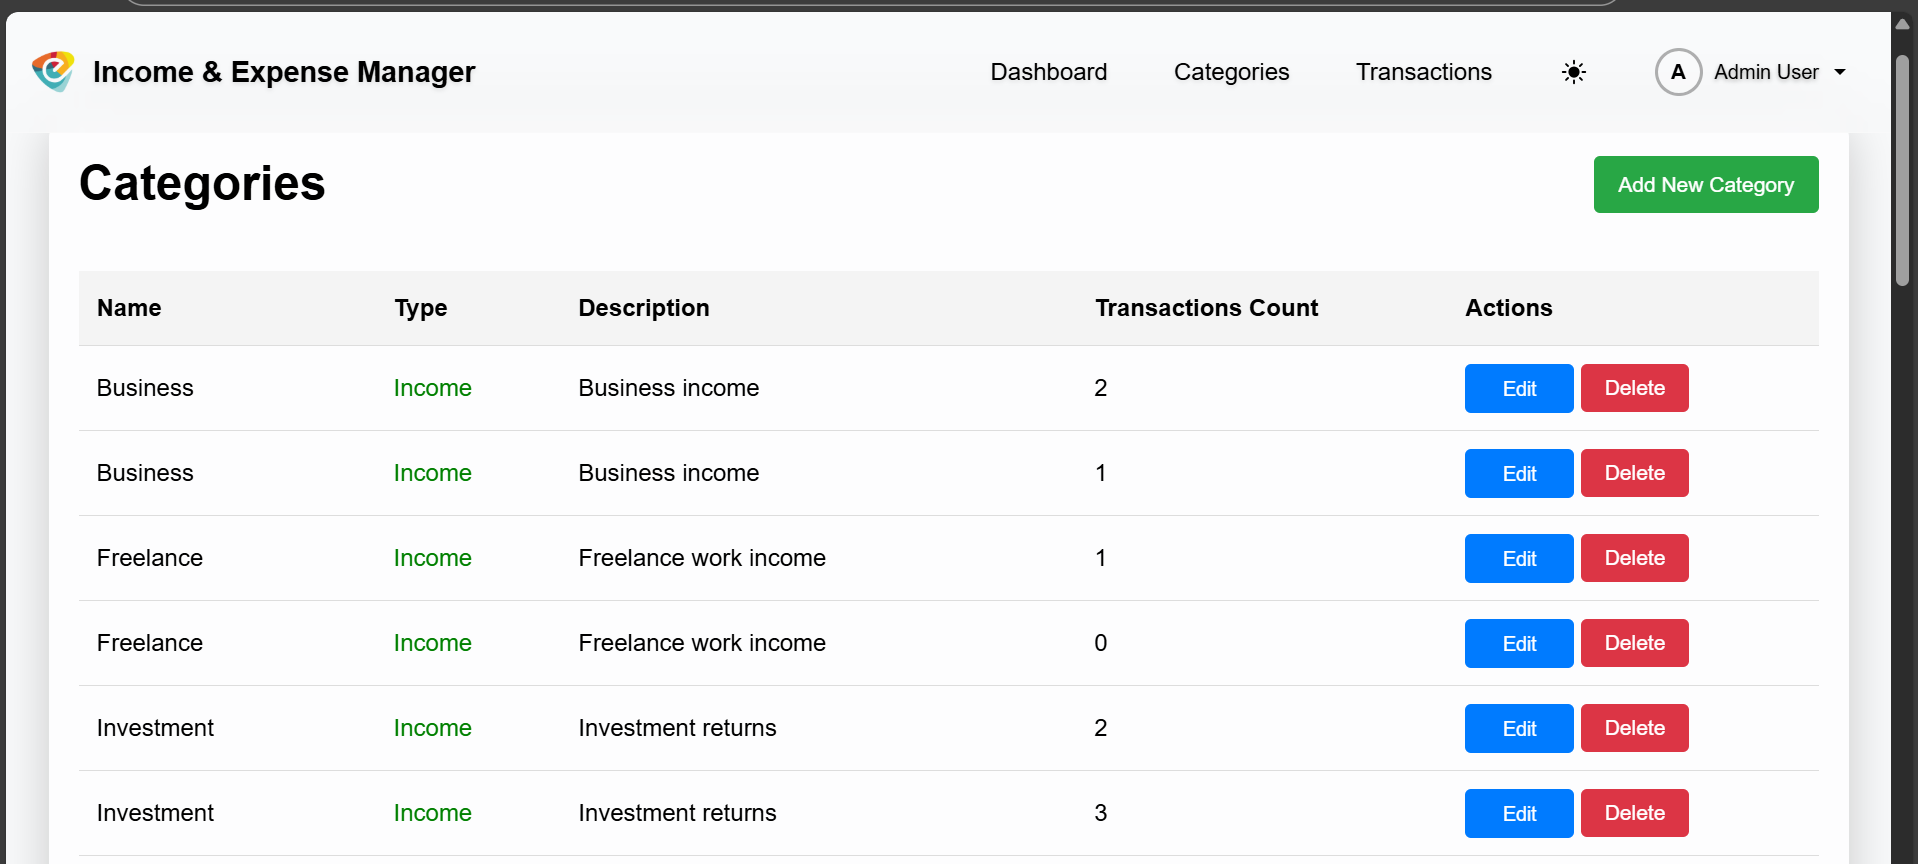 Income & Expense Manager Dashboard Categories Transactions A Admin User
Categories Add New Category
Name Type Description Transactions Count Actions
Business Income Business income 2 Edit Delete
Business Income Business income 1 Edit Delete
Freelance Income Freelance work income 1 Edit Delete
Freelance Income Freelance work income 0 Edit Delete
Investment Income Investment returns 2 Edit Delete
Investment Income Investment returns 3 Edit Delete